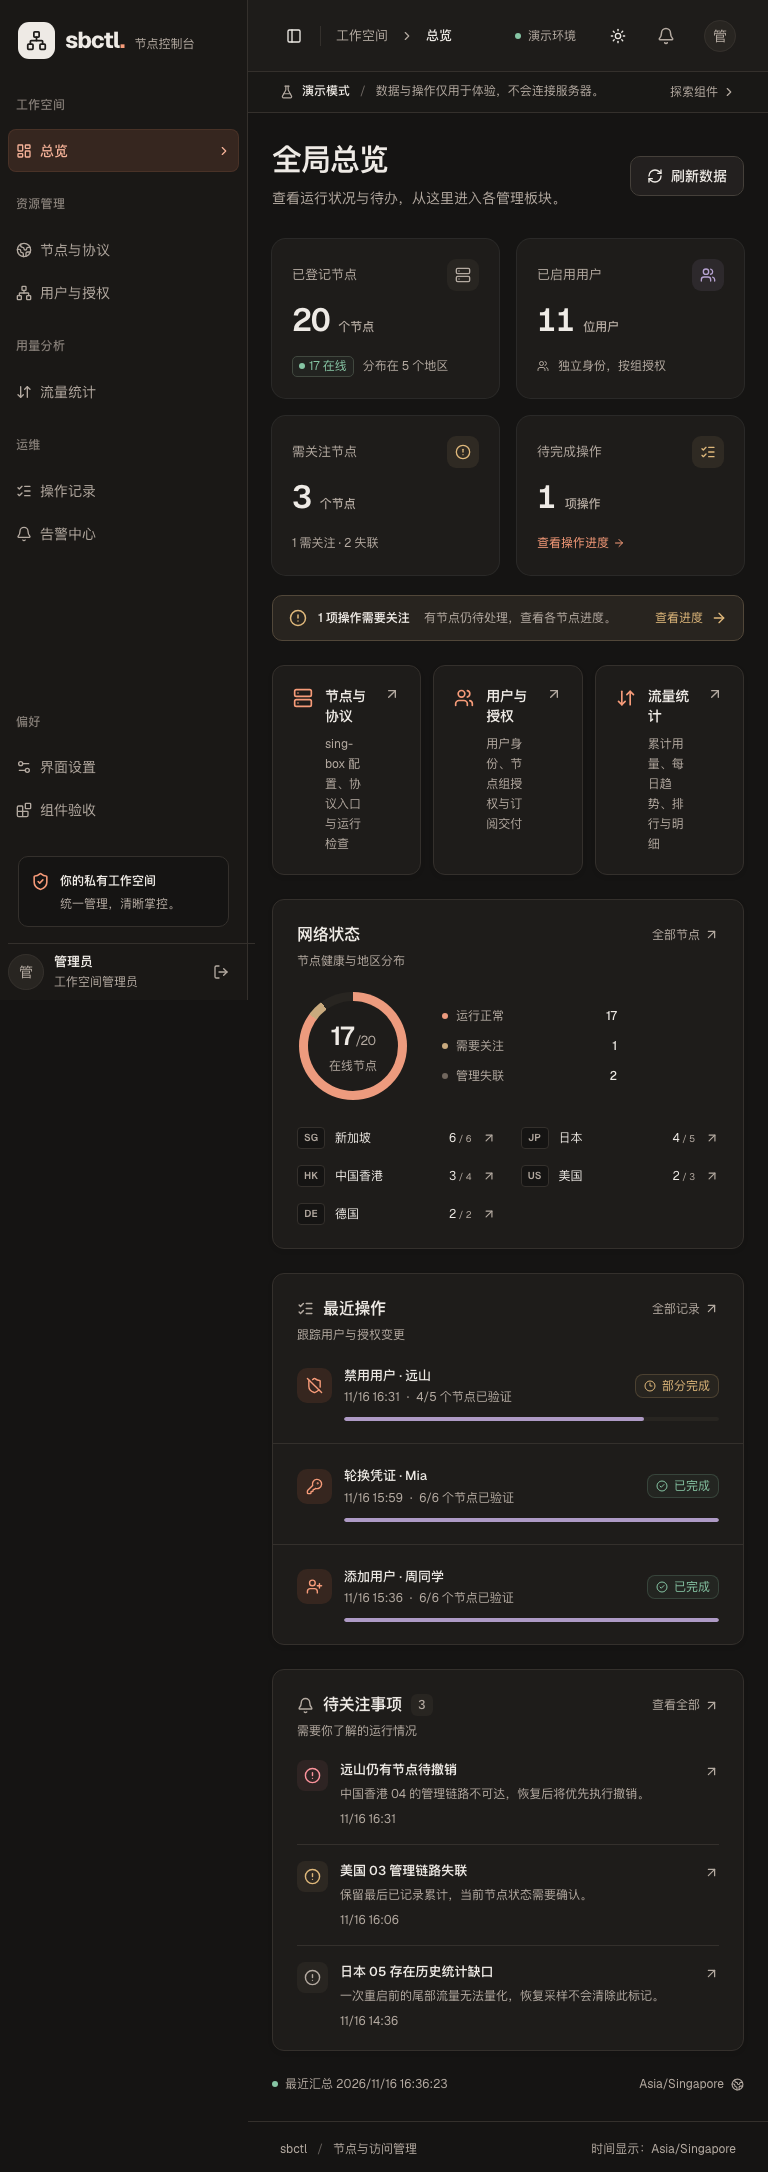 sbctl. 节点控制台
工作空间
总览
资源管理
节点与协议
用户与授权
用量分析
流量统计
运维
操作记录
告警中心
偏好
界面设置
组件验收
你的私有工作空间
统一管理，清晰掌控。
管 管理员
工作空间管理员
工作空间 > 总览 演示环境 管
演示模式 / 数据与操作仅用于体验，不会连接服务器。 探索组件
全局总览
查看运行状况与待办，从这里进入各管理板块。
刷新数据
已登记节点
20 个节点
17 在线 分布在 5 个地区
已启用用户
11 位用户
独立身份，按组授权
需关注节点
3 个节点
1 需关注 · 2 失联
待完成操作
1 项操作
查看操作进度 →
1 项操作需要关注 有节点仍待处理，查看各节点进度。 查看进度 →
节点与
协议
sing-
box 配
置、协
议入口
与运行
检查
用户与
授权
用户身
份、节
点组授
权与订
阅交付
流量统
计
累计用
量、每
日趋
势、排
行与明
细
网络状态 全部节点
节点健康与地区分布
17/20
在线节点
运行正常 17
需要关注 1
管理失联 2
SG 新加坡 6 / 6
JP 日本 4 / 5
HK 中国香港 3 / 4
US 美国 2 / 3
DE 德国 2 / 2
最近操作 全部记录
跟踪用户与授权变更
禁用用户 · 远山
11/16 16:31 · 4/5 个节点已验证
部分完成
轮换凭证 · Mia
11/16 15:59 · 6/6 个节点已验证
已完成
添加用户 · 周同学
11/16 15:36 · 6/6 个节点已验证
已完成
待关注事项 3 查看全部
需要你了解的运行情况
远山仍有节点待撤销
中国香港 04 的管理链路不可达，恢复后将优先执行撤销。
11/16 16:31
美国 03 管理链路失联
保留最后已记录累计，当前节点状态需要确认。
11/16 16:06
日本 05 存在历史统计缺口
一次重启前的尾部流量无法量化，恢复采样不会清除此标记。
11/16 14:36
最近汇总 2026/11/16 16:36:23 Asia/Singapore
sbctl / 节点与访问管理 时间显示：Asia/Singapore